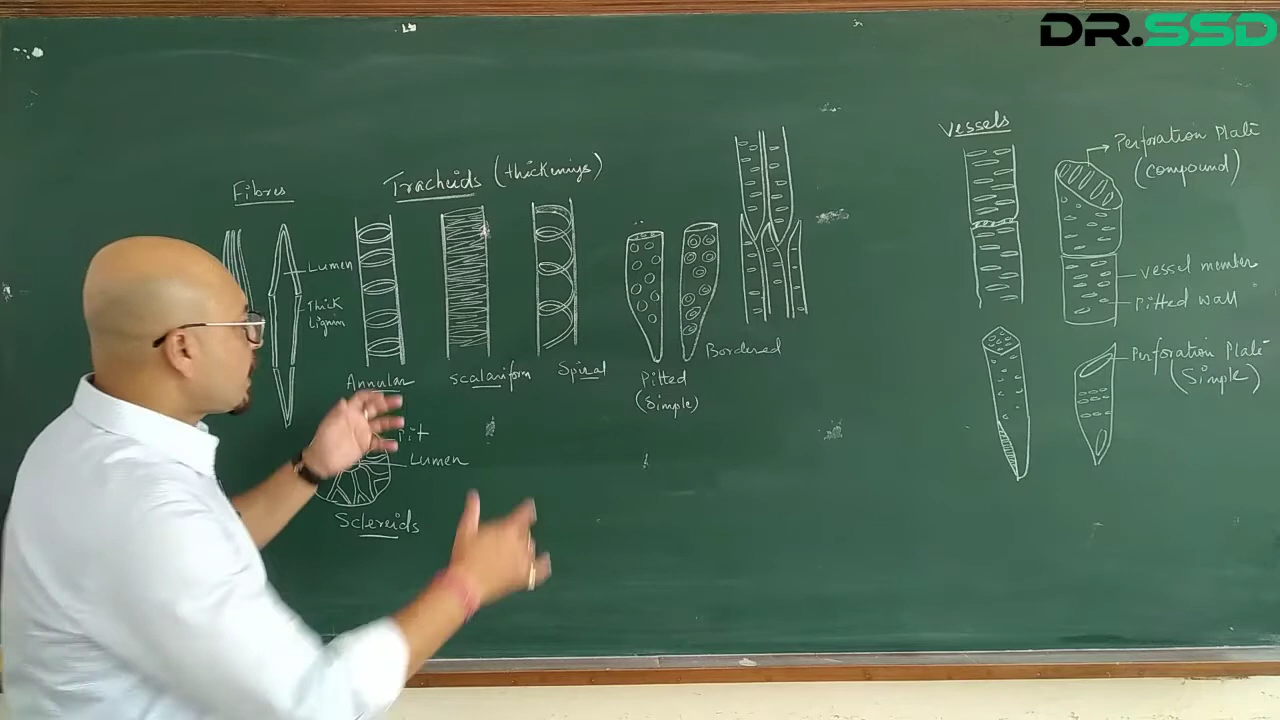 DR.SSD
Fibres
Lumen
Thick
Lignin
Tracheids (thickenings)
Annular
Scalariform
Spiral
Pitted
(Simple)
Bordered
Pit
Lumen
Sclereids
Vessels
Perforation Plate
(compound)
Vessel member
Pitted wall
Perforation Plate
(Simple)